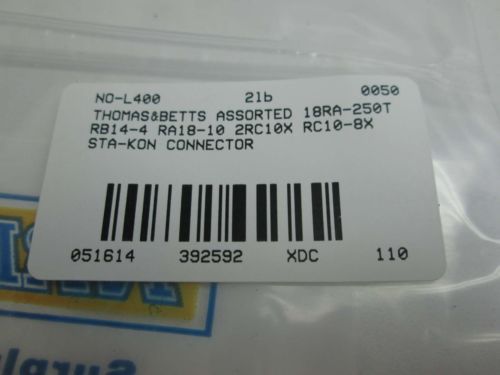 NO-L400 2lb 0050
THOMAS&BETTS ASSORTED 18RA-250T
RB14-4 RA18-10 2RC10X RC10-8X
STA-KON CONNECTOR
051614 392592 XDC 110